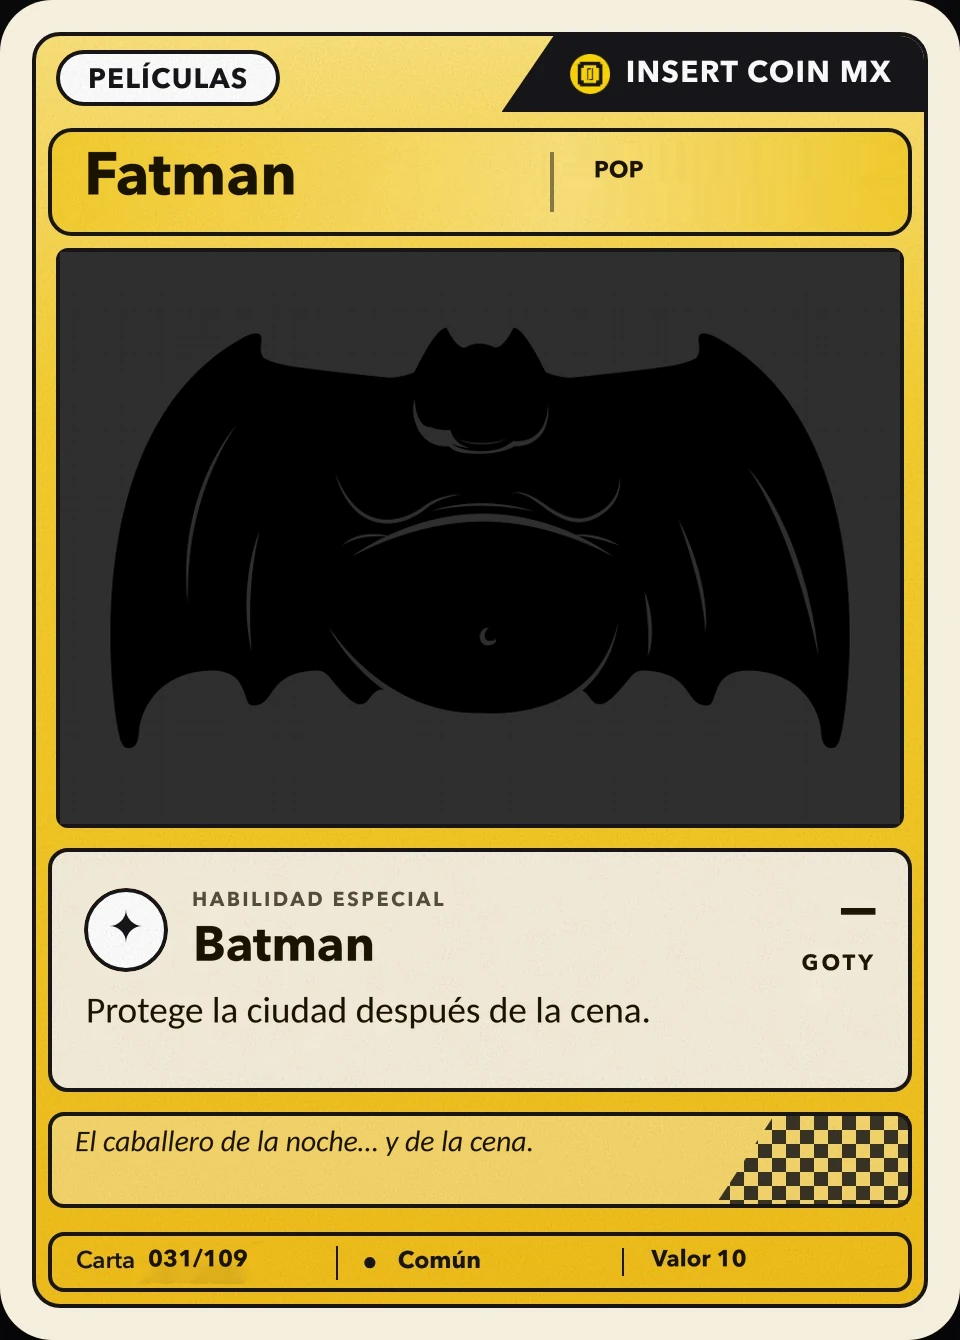 PELÍCULAS
INSERT COIN MX
Fatman
POP
HABILIDAD ESPECIAL
Batman
—
GOTY
Protege la ciudad después de la cena.
El caballero de la noche... y de la cena.
Carta 031/109
• Común
Valor 10